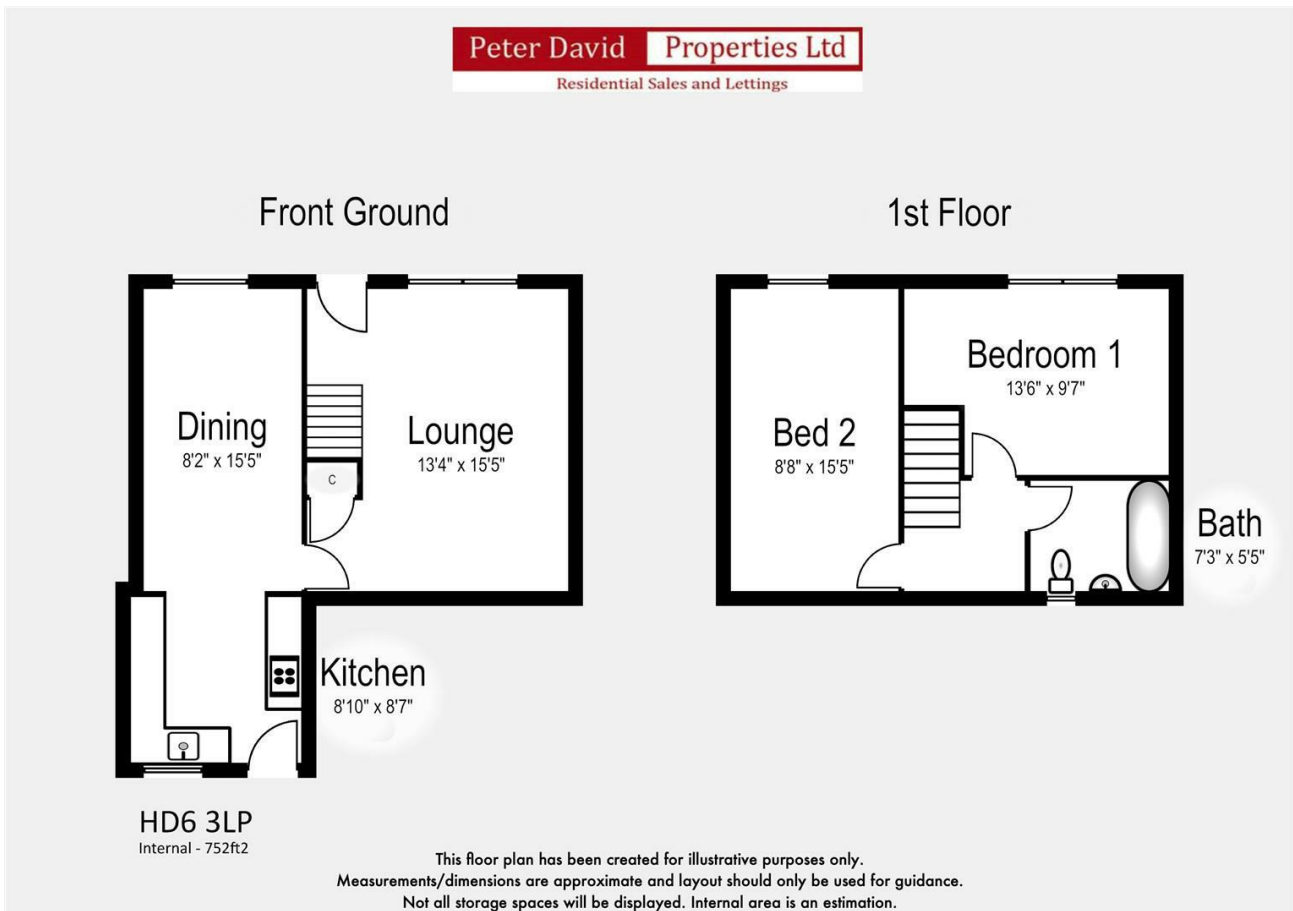 Peter David Properties Ltd
Residential Sales and Lettings
Front Ground
1st Floor
Dining
8'2" x 15'5"
Lounge
13'4" x 15'5"
C
Kitchen
8'10" x 8'7"
Bedroom 1
13'6" x 9'7"
Bed 2
8'8" x 15'5"
Bath
7'3" x 5'5"
HD6 3LP
Internal - 752ft2
This floor plan has been created for illustrative purposes only.
Measurements/dimensions are approximate and layout should only be used for guidance.
Not all storage spaces will be displayed. Internal area is an estimation.